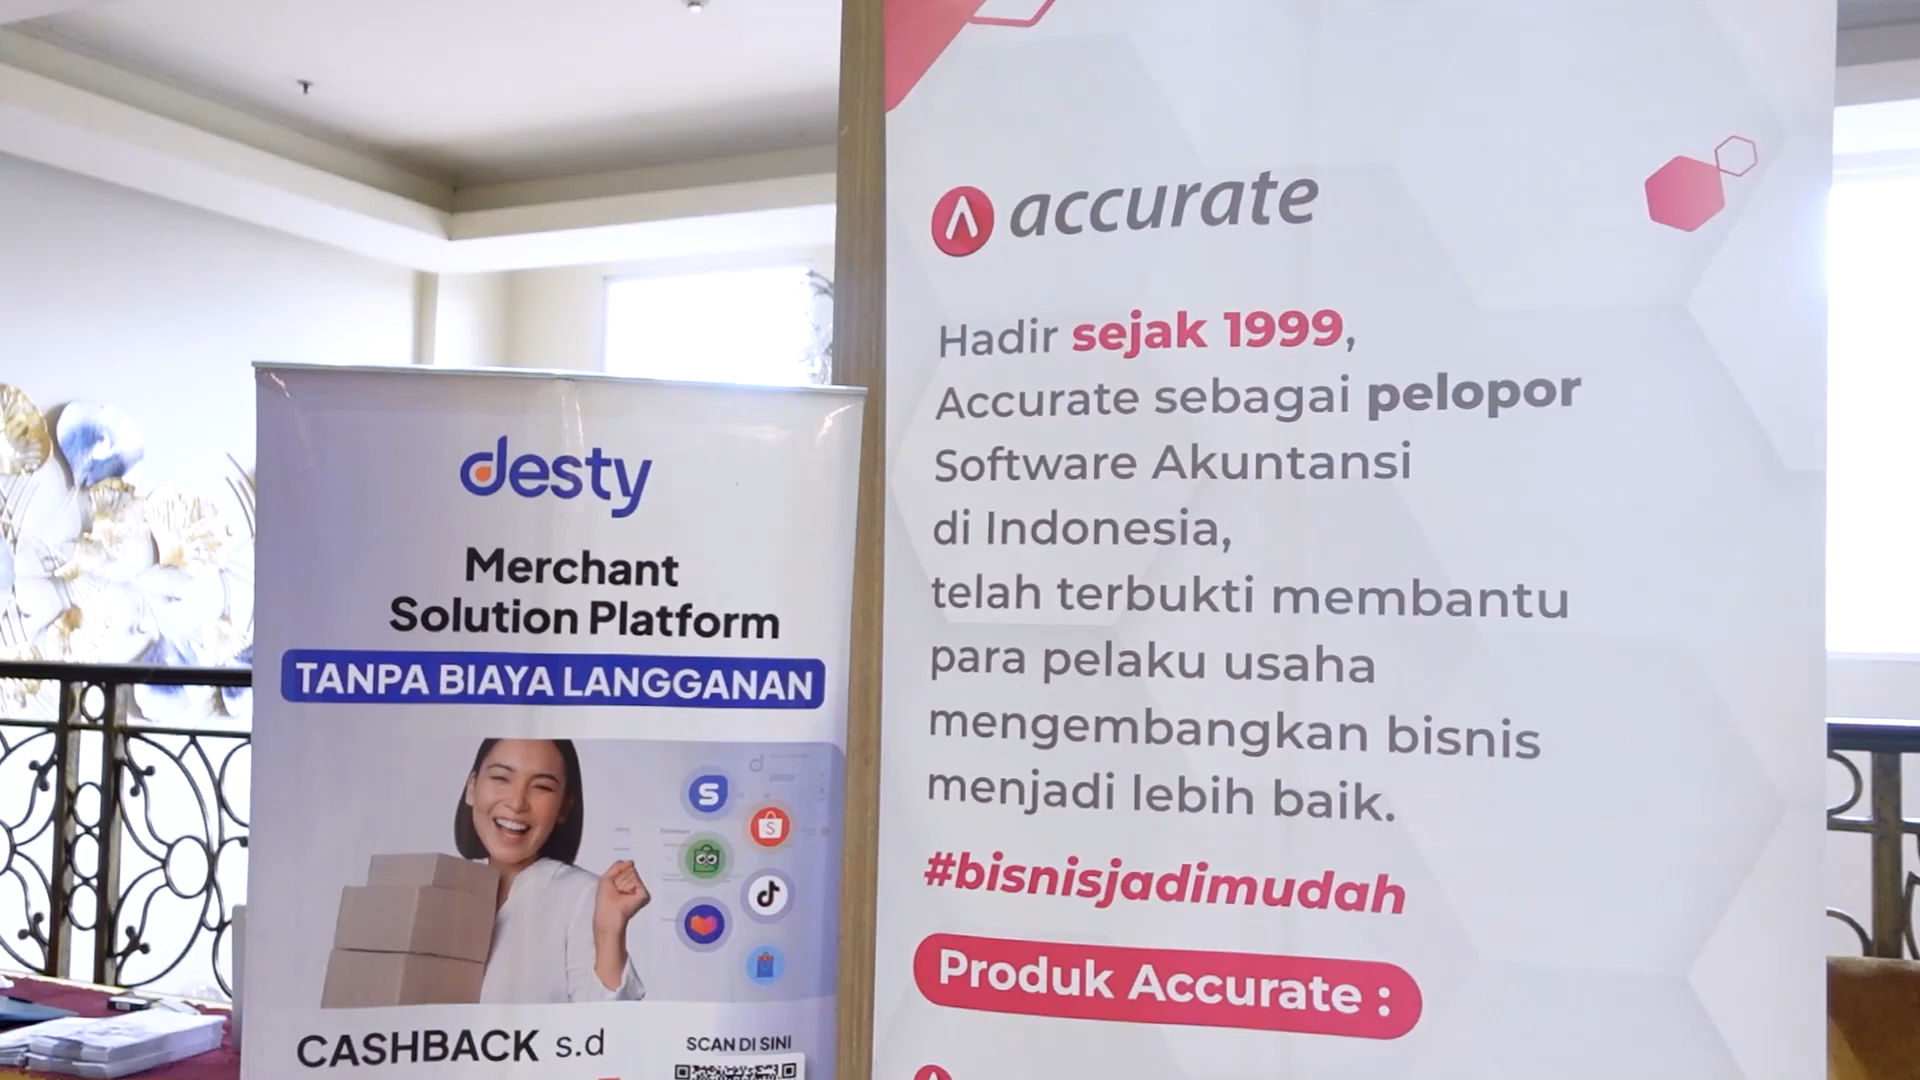 desty
Merchant
Solution Platform
TANPA BIAYA LANGGANAN
CASHBACK s.d
SCAN DI SINI
accurate
Hadir sejak 1999,
Accurate sebagai pelopor
Software Akuntansi
di Indonesia,
telah terbukti membantu
para pelaku usaha
mengembangkan bisnis
menjadi lebih baik.
#bisnisjadimudah
Produk Accurate :